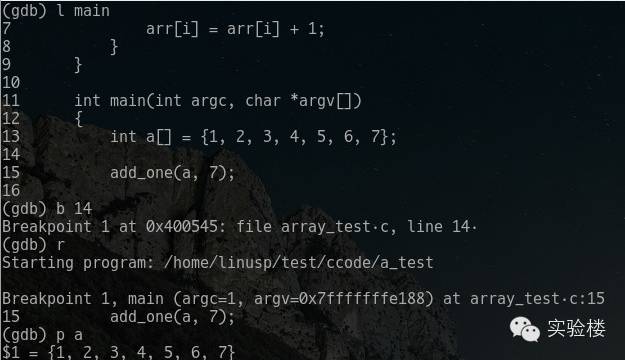 (gdb) l main
7               arr[i] = arr[i] + 1;
8           }
9       }
10
11      int main(int argc, char *argv[])
12      {
13          int a[] = {1, 2, 3, 4, 5, 6, 7};
14
15          add_one(a, 7);
16
(gdb) b 14
Breakpoint 1 at 0x400545: file array_test.c, line 14.
(gdb) r
Starting program: /home/linusp/test/ccode/a_test
Breakpoint 1, main (argc=1, argv=0x7fffffffe188) at array_test.c:15
15          add_one(a, 7);
(gdb) p a
$1 = {1, 2, 3, 4, 5, 6, 7}
实验楼